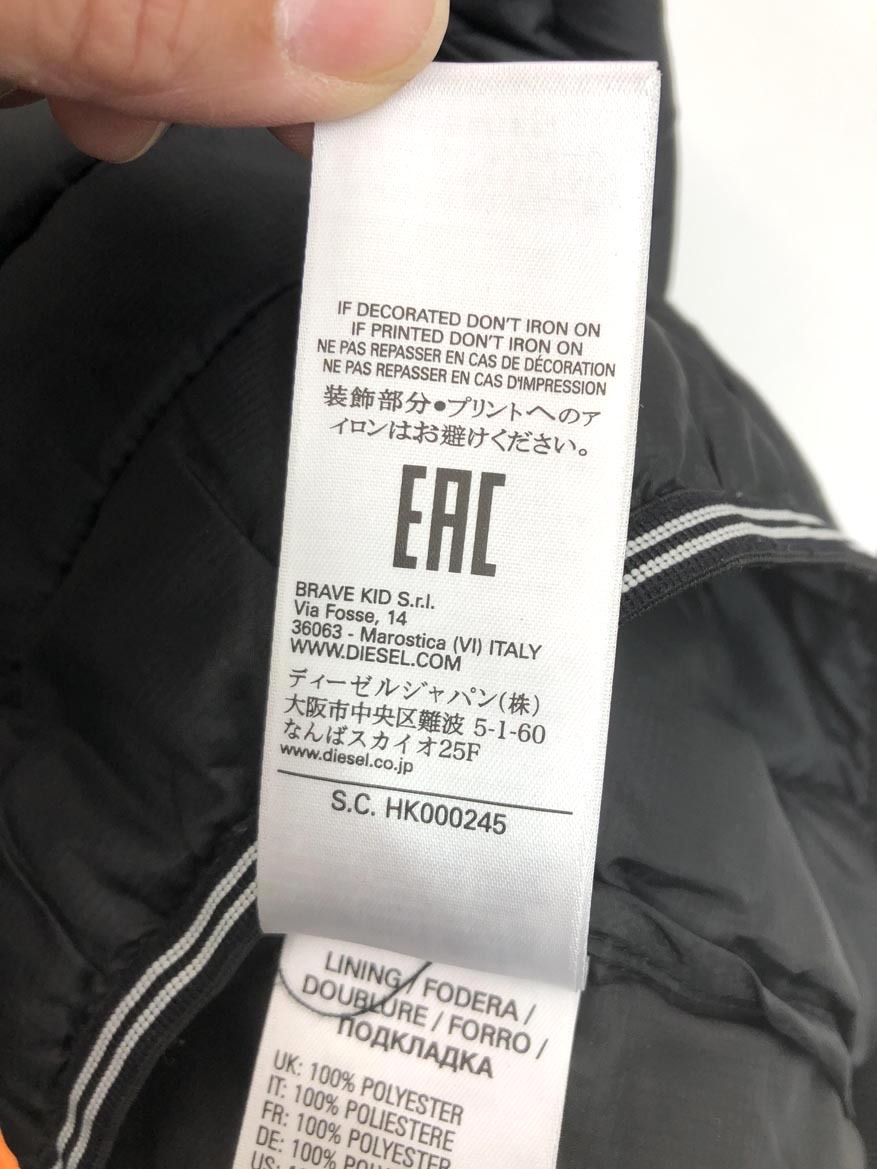 IF DECORATED DON'T IRON ON
IF PRINTED DON'T IRON ON
NE PAS REPASSER EN CAS DE DÉCORATION
NE PAS REPASSER EN CAS D'IMPRESSION
装飾部分●プリントへのア
イロンはお避けください。
EAC
BRAVE KID S.r.l.
Via Fosse, 14
36063 - Marostica (VI) ITALY
WWW.DIESEL.COM
ディーゼルジャパン(株)
大阪市中央区難波 5-1-60
なんばスカイオ25F
www.diesel.co.jp
S.C. HK000245
LINING / FODERA /
DOUBLURE / FORRO /
ПОДКЛАДКА
UK: 100% POLYESTER
IT: 100% POLIESTERE
FR: 100% POLYESTER
DE: 100% POLYESTER
US: